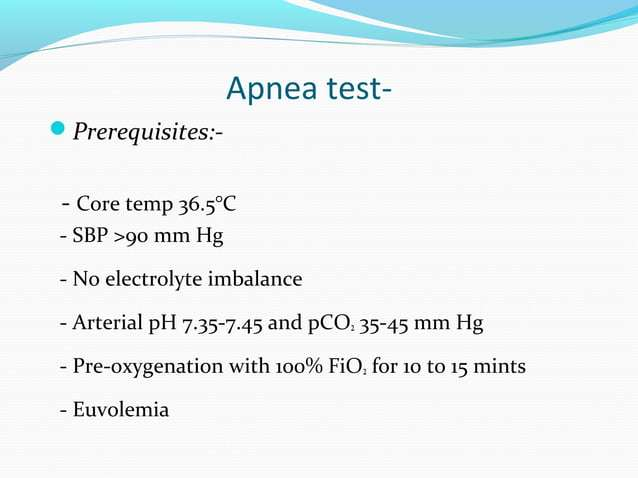 Apnea test-
Prerequisites:-
- Core temp 36.5°C
- SBP >90 mm Hg
- No electrolyte imbalance
- Arterial pH 7.35-7.45 and pCO₂ 35-45 mm Hg
- Pre-oxygenation with 100% FiO₂ for 10 to 15 mints
- Euvolemia